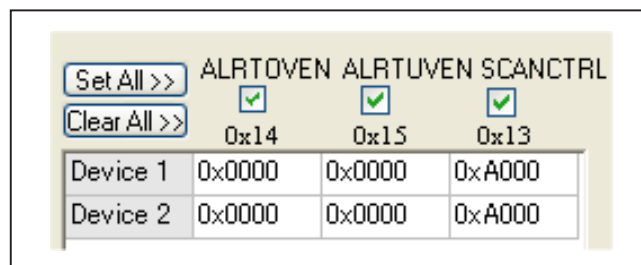 Set All >> ALRTOVEN ALRTUVEN SCANCTRL
Clear All >> 0x14 0x15 0x13
Device 1 0x0000 0x0000 0xA000
Device 2 0x0000 0x0000 0xA000